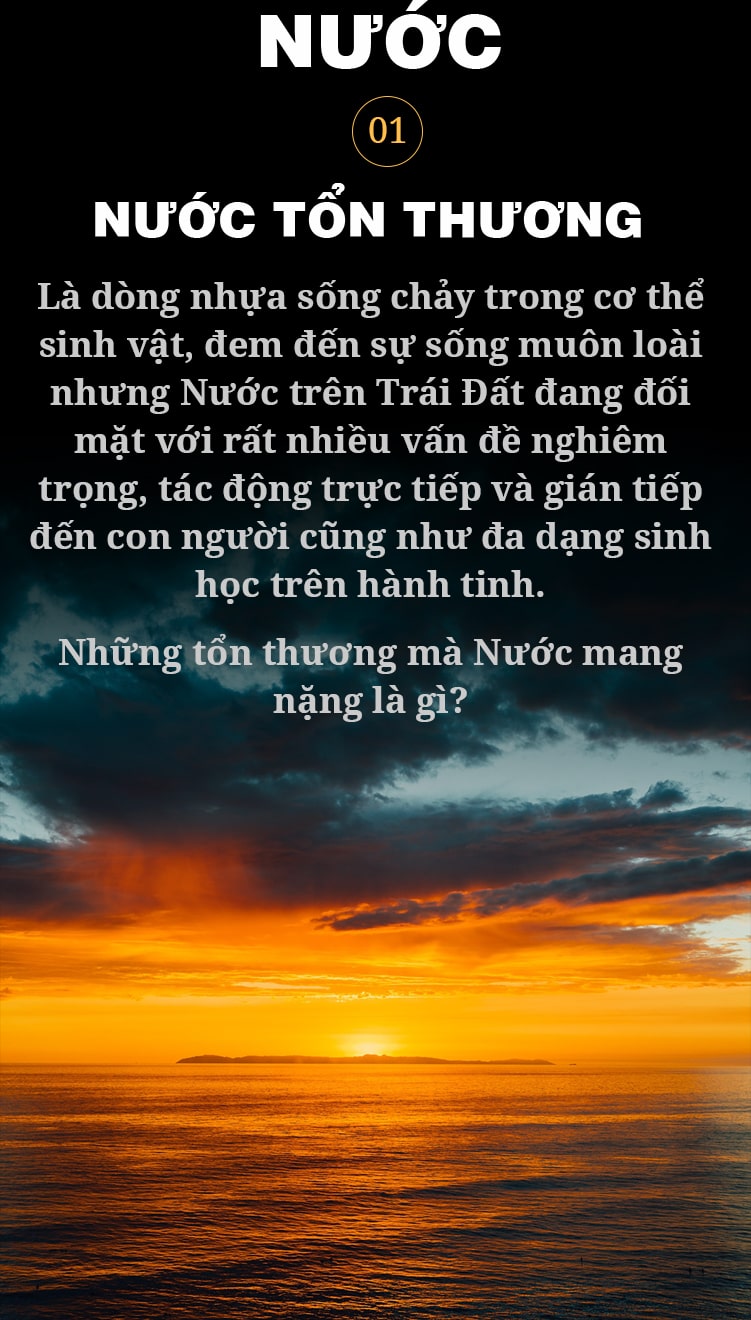 NƯỚC
01
NƯỚC TỔN THƯƠNG
Là dòng nhựa sống chảy trong cơ thể
sinh vật, đem đến sự sống muôn loài
nhưng Nước trên Trái Đất đang đối
mặt với rất nhiều vấn đề nghiêm
trọng, tác động trực tiếp và gián tiếp
đến con người cũng như đa dạng sinh
học trên hành tinh.
Những tổn thương mà Nước mang
nặng là gì?